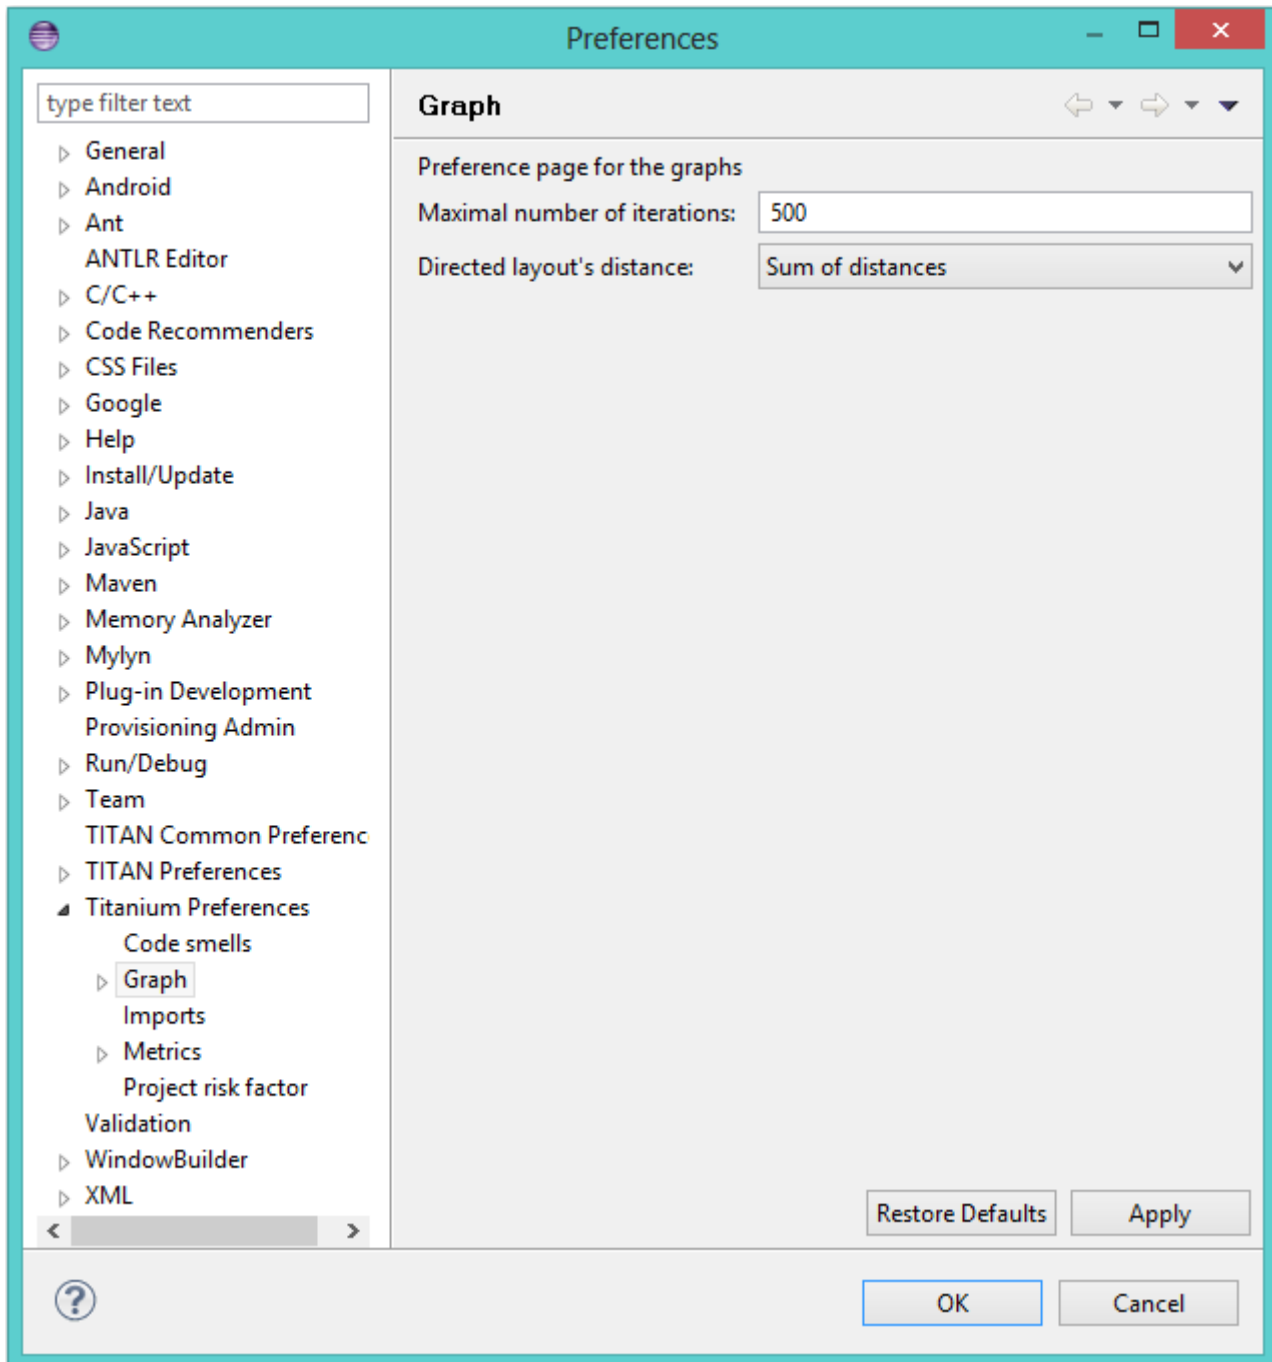 Preferences
type filter text
General
Android
Ant
ANTLR Editor
C/C++
Code Recommenders
CSS Files
Google
Help
Install/Update
Java
JavaScript
Maven
Memory Analyzer
Mylyn
Plug-in Development
Provisioning Admin
Run/Debug
Team
TITAN Common Preferenc
TITAN Preferences
Titanium Preferences
Code smells
Graph
Imports
Metrics
Project risk factor
Validation
WindowBuilder
XML
Graph
Preference page for the graphs
Maximal number of iterations: 500
Directed layout's distance: Sum of distances
Restore Defaults Apply
OK Cancel